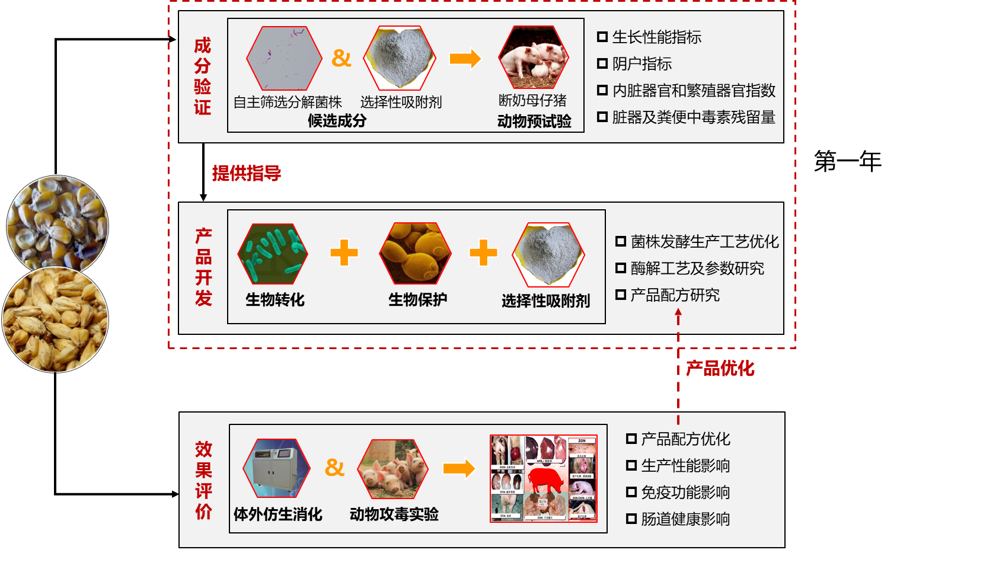 成分验证
&
自主筛选分解菌株
选择性吸附剂
候选成分
断奶母仔猪
动物预试验
生长性能指标
阴户指标
内脏器官和繁殖器官指数
脏器及粪便中毒素残留量
提供指导
第一年
产品开发
生物转化
生物保护
选择性吸附剂
菌株发酵生产工艺优化
酶解工艺及参数研究
产品配方研究
产品优化
效果评价
&
体外仿生消化
动物攻毒实验
ZON
产品配方优化
生产性能影响
免疫功能影响
肠道健康影响